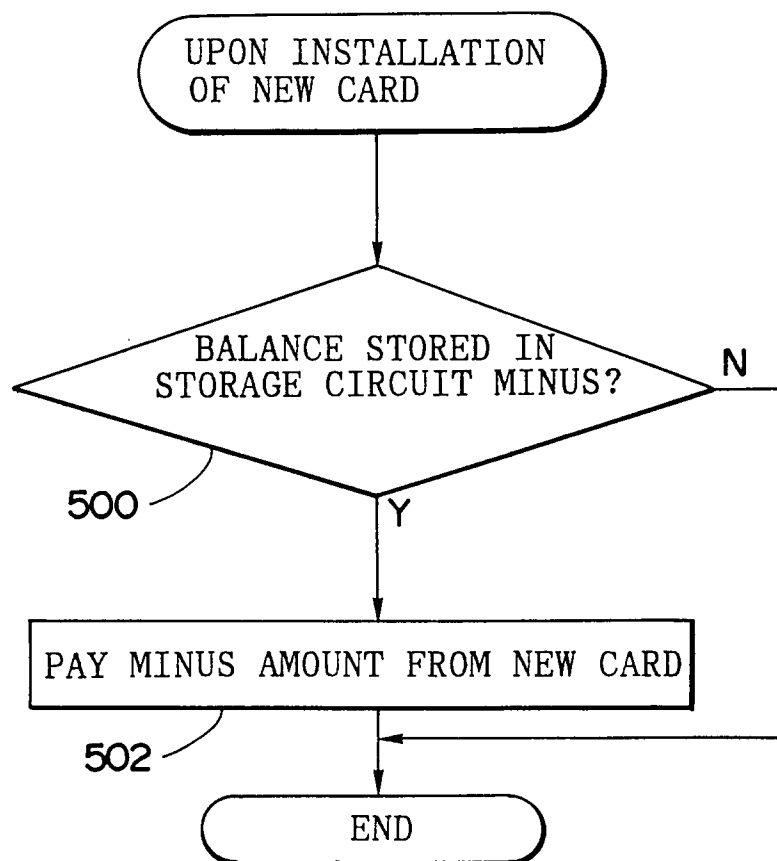 UPON INSTALLATION
OF NEW CARD
BALANCE STORED IN
STORAGE CIRCUIT MINUS?
N
500
Y
PAY MINUS AMOUNT FROM NEW CARD
502
END